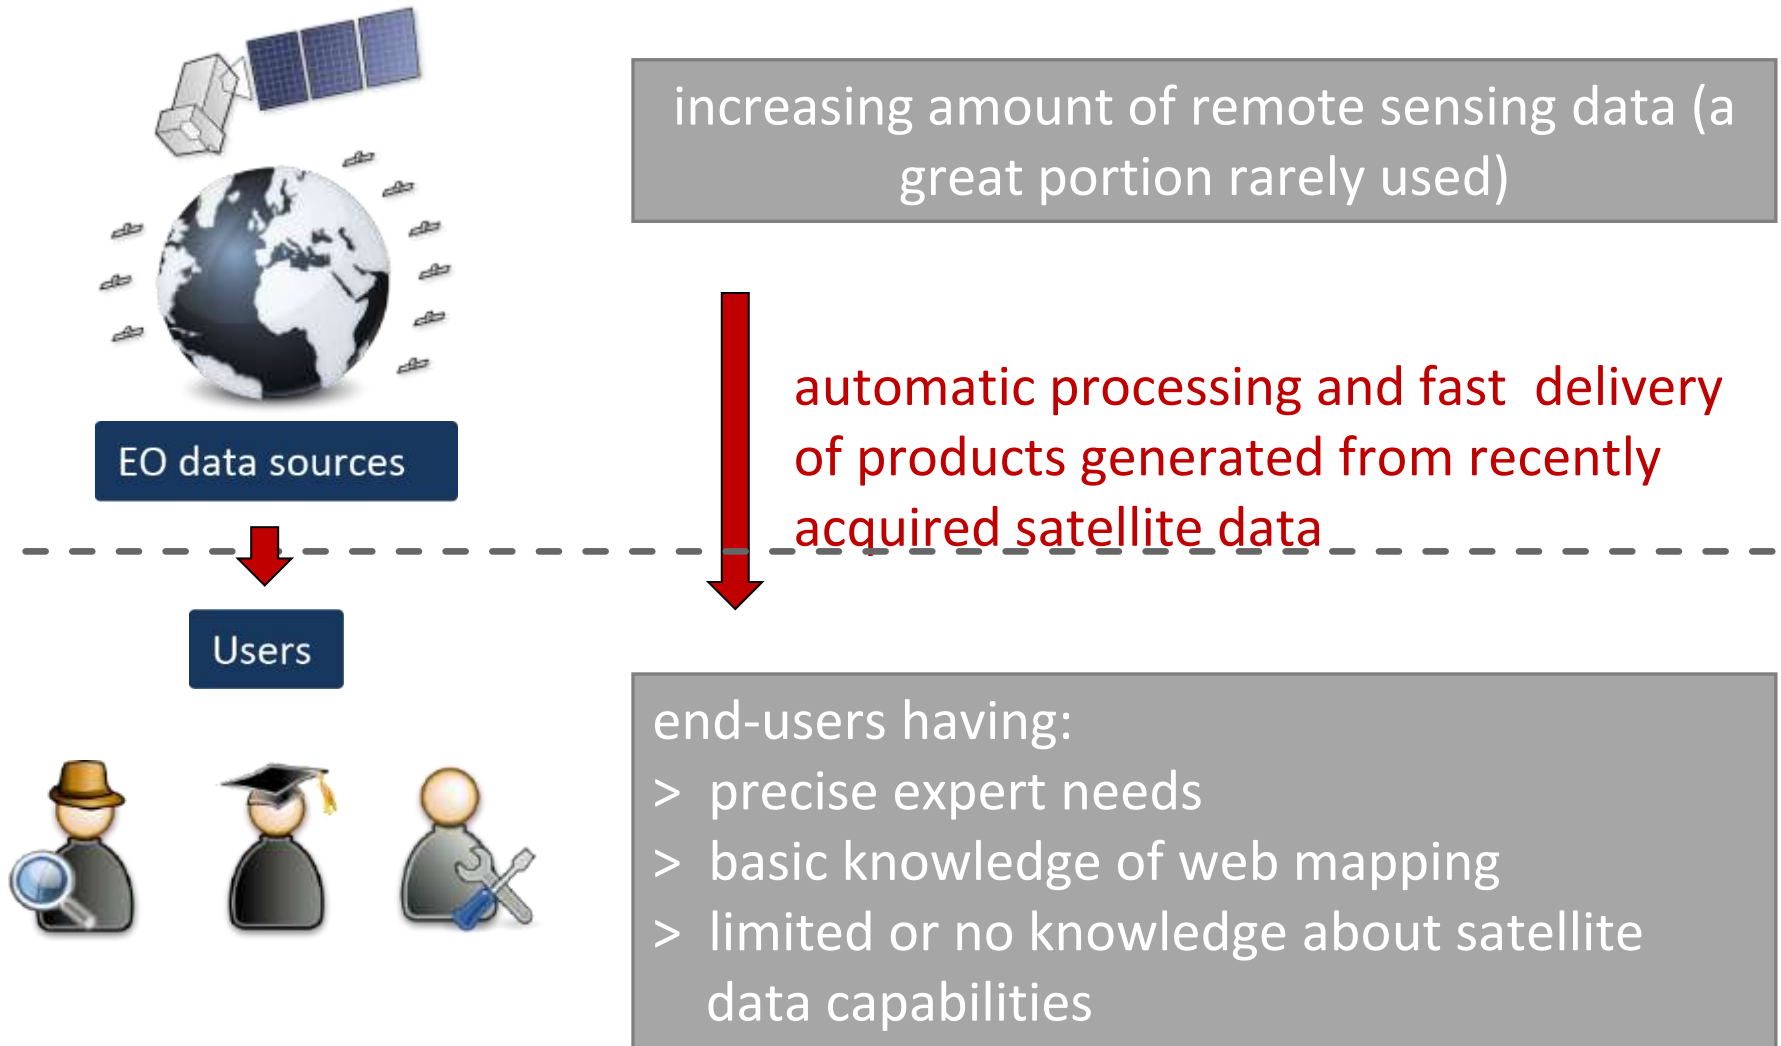 increasing amount of remote sensing data (a
great portion rarely used)
automatic processing and fast delivery
of products generated from recently
acquired satellite data
EO data sources
Users
end-users having:
> precise expert needs
> basic knowledge of web mapping
> limited or no knowledge about satellite
data capabilities